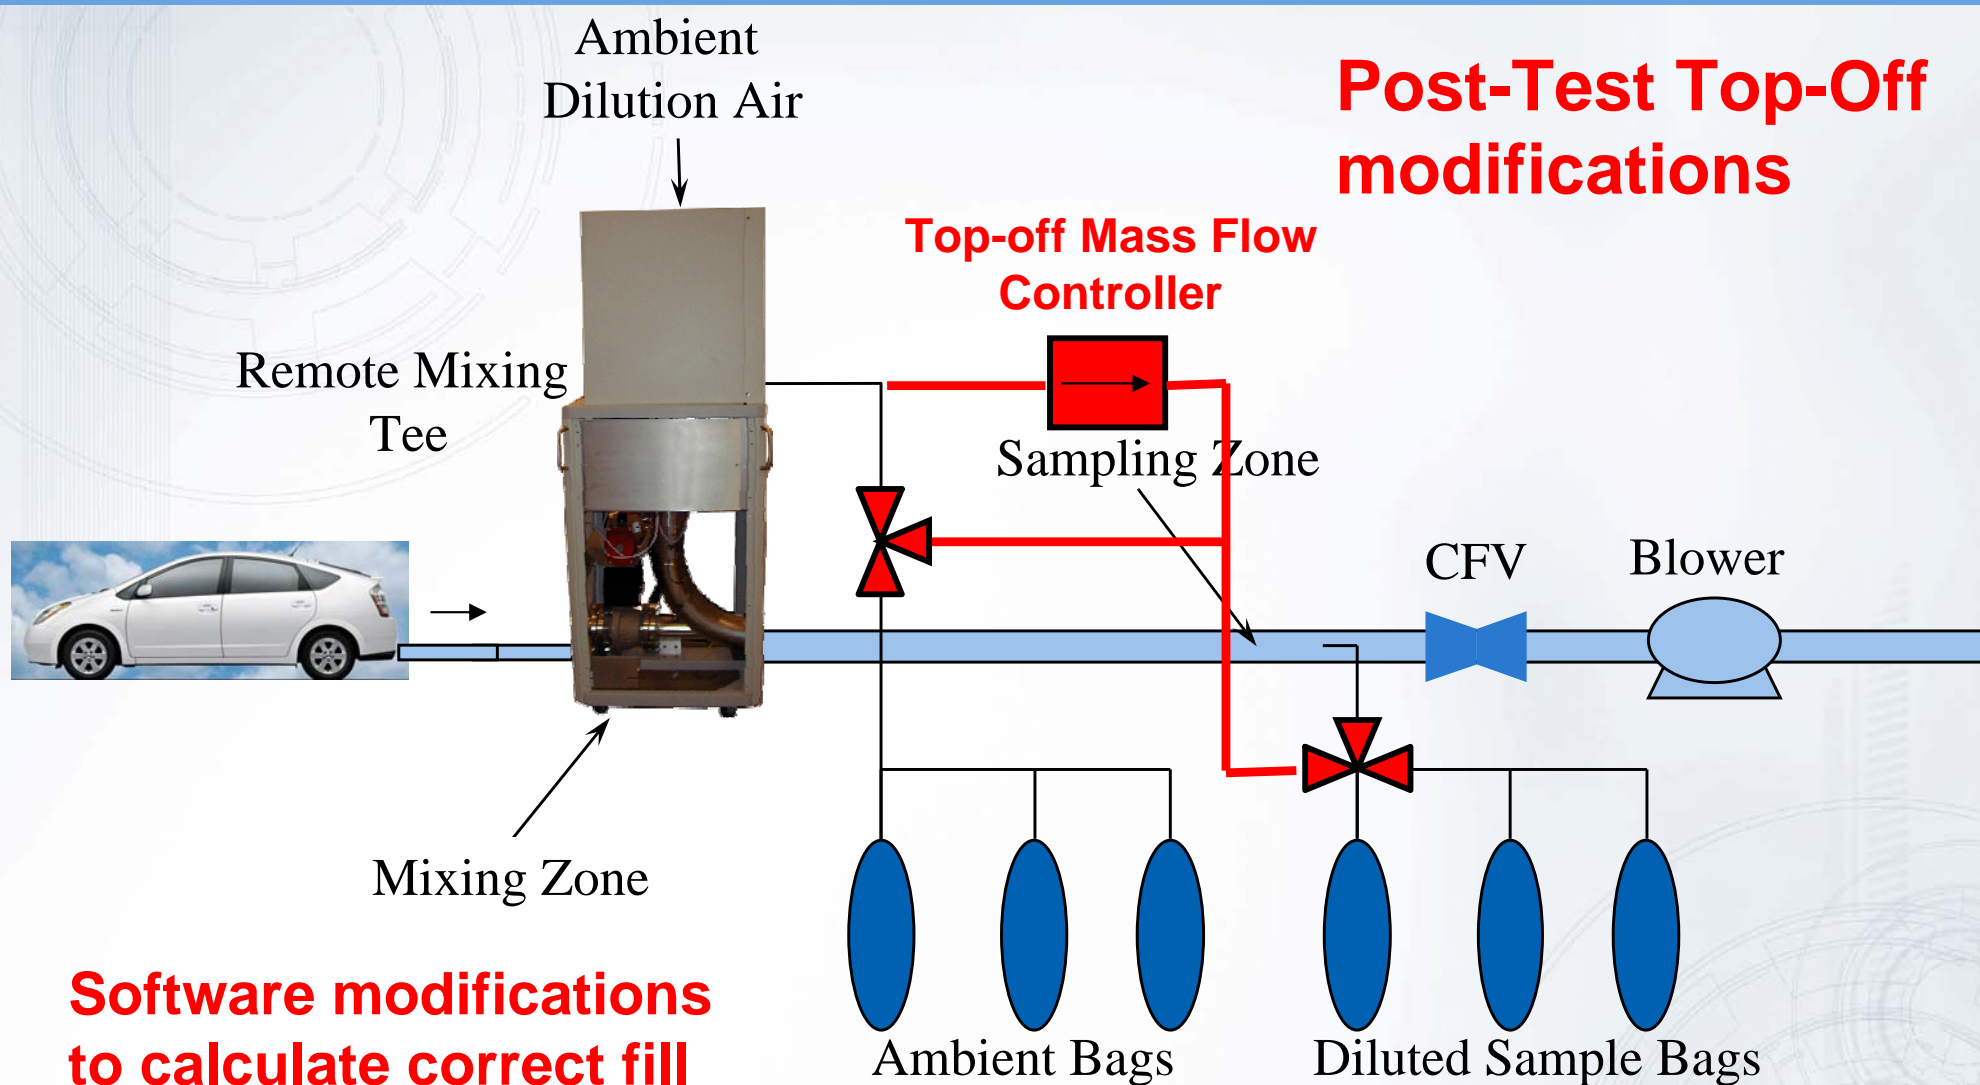 Ambient
Dilution Air
Post-Test Top-Off
modifications
Top-off Mass Flow
Controller
Remote Mixing
Tee
Sampling Zone
CFV
Blower
Mixing Zone
Software modifications
to calculate correct fill
Ambient Bags
Diluted Sample Bags